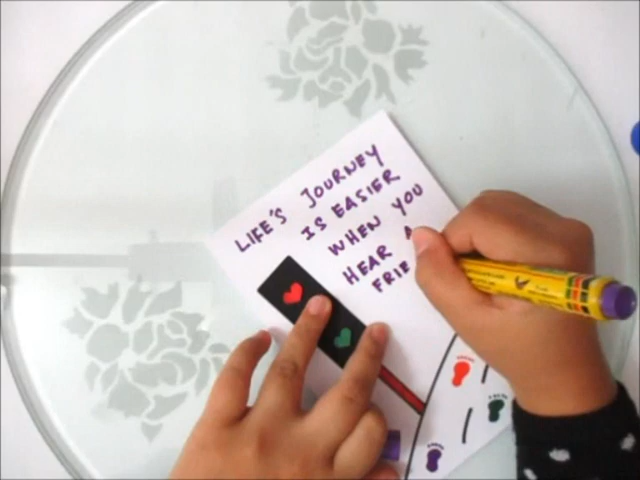 LIFE'S JOURNEY
IS EASIER
WHEN YOU
HEAR A
FRIE